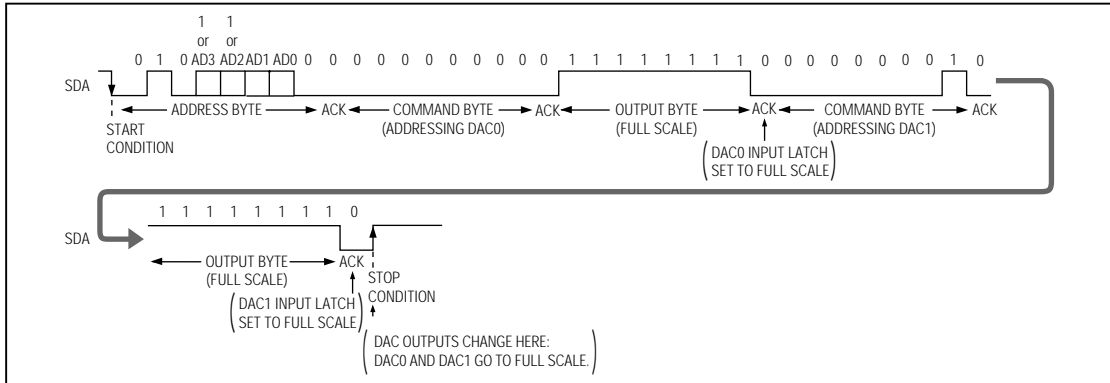 1 1
or or
0 1 0 AD3 AD2 AD1 AD0 0 0 0 0 0 0 0 0 0 0 0 1 1 1 1 1 1 1 1 0 0 0 0 0 0 0 0 1 0
SDA
ADDRESS BYTE ACK COMMAND BYTE ACK OUTPUT BYTE ACK COMMAND BYTE ACK
(ADDRESSING DAC0) (FULL SCALE) (ADDRESSING DAC1)
START
CONDITION
(DAC0 INPUT LATCH
SET TO FULL SCALE)
1 1 1 1 1 1 1 1 0
SDA
OUTPUT BYTE ACK
(FULL SCALE)
STOP
CONDITION
(DAC1 INPUT LATCH
SET TO FULL SCALE)
(DAC OUTPUTS CHANGE HERE:
DAC0 AND DAC1 GO TO FULL SCALE.)